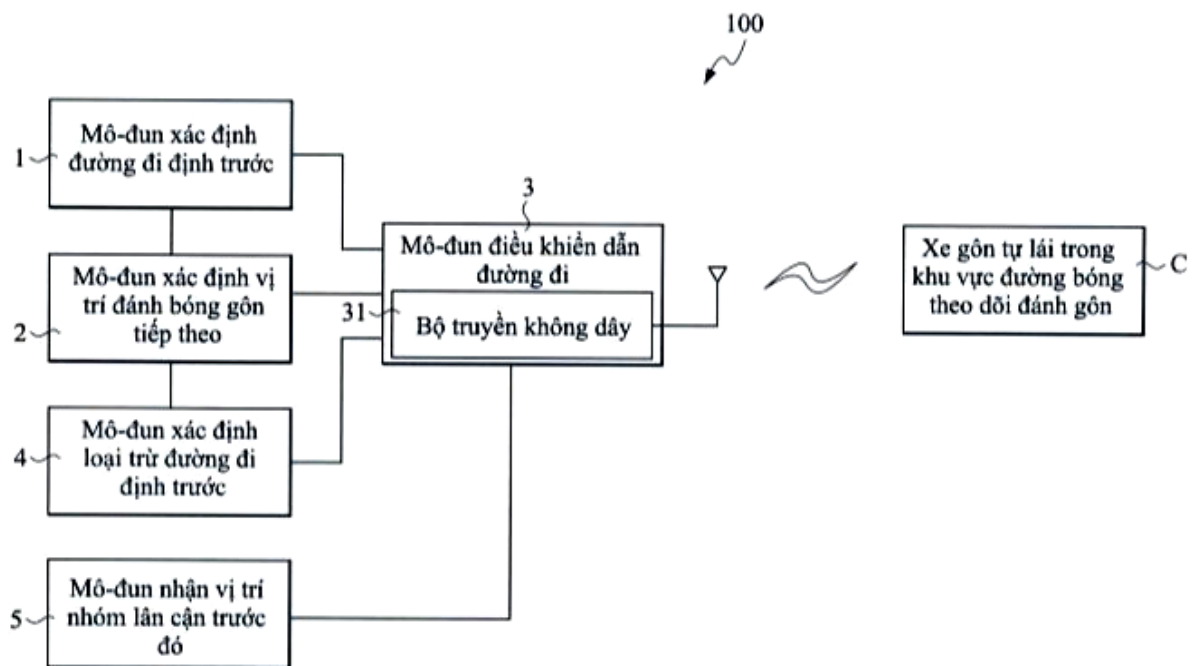 100
Mô-đun xác định
đường đi định trước
1
3
Mô-đun điều khiển dẫn
đường đi
Xe gôn tự lái trong
khu vực đường bóng
theo dõi đánh gôn
C
Mô-đun xác định vị
trí đánh bóng gôn
tiếp theo
2
31
Bộ truyền không dây
Mô-đun xác định
loại trừ đường đi
định trước
4
Mô-đun nhận vị trí
nhóm lân cận trước
đó
5